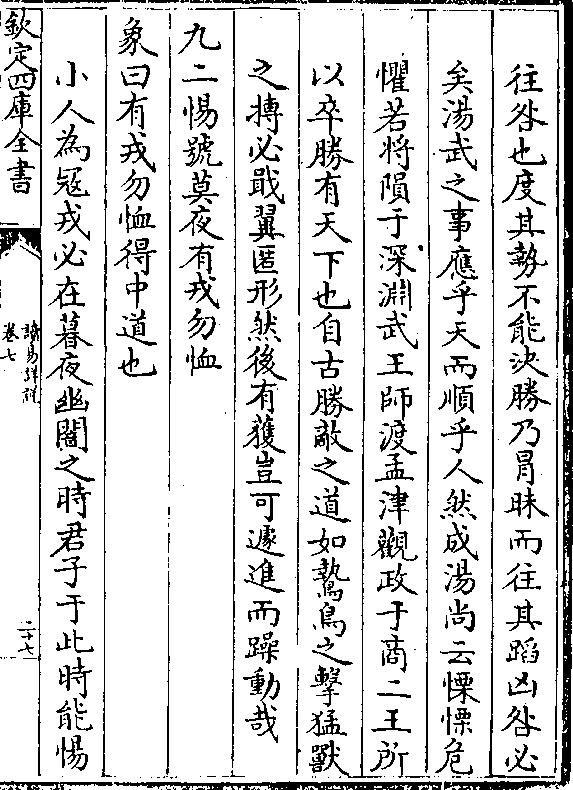 往咎也度其勢不能決勝乃冒昧而往其蹈凶咎必
矣湯武之事應乎天而順乎人然成湯尚云慄慄危
懼若將隕于深淵武王師渡孟津觀政于商二王所
以卒勝有天下也自古勝敵之道如鷙鳥之擊猛獸
之搏必戢翼匿形然後有獲豈可遽進而躁動哉
九二惕號莫夜有戎勿恤
象曰有戎勿恤得中道也
小人為冦戎必在暮夜幽闇之時君子于此時能惕
欽定四庫全書
讀易詳說
卷七
二十七